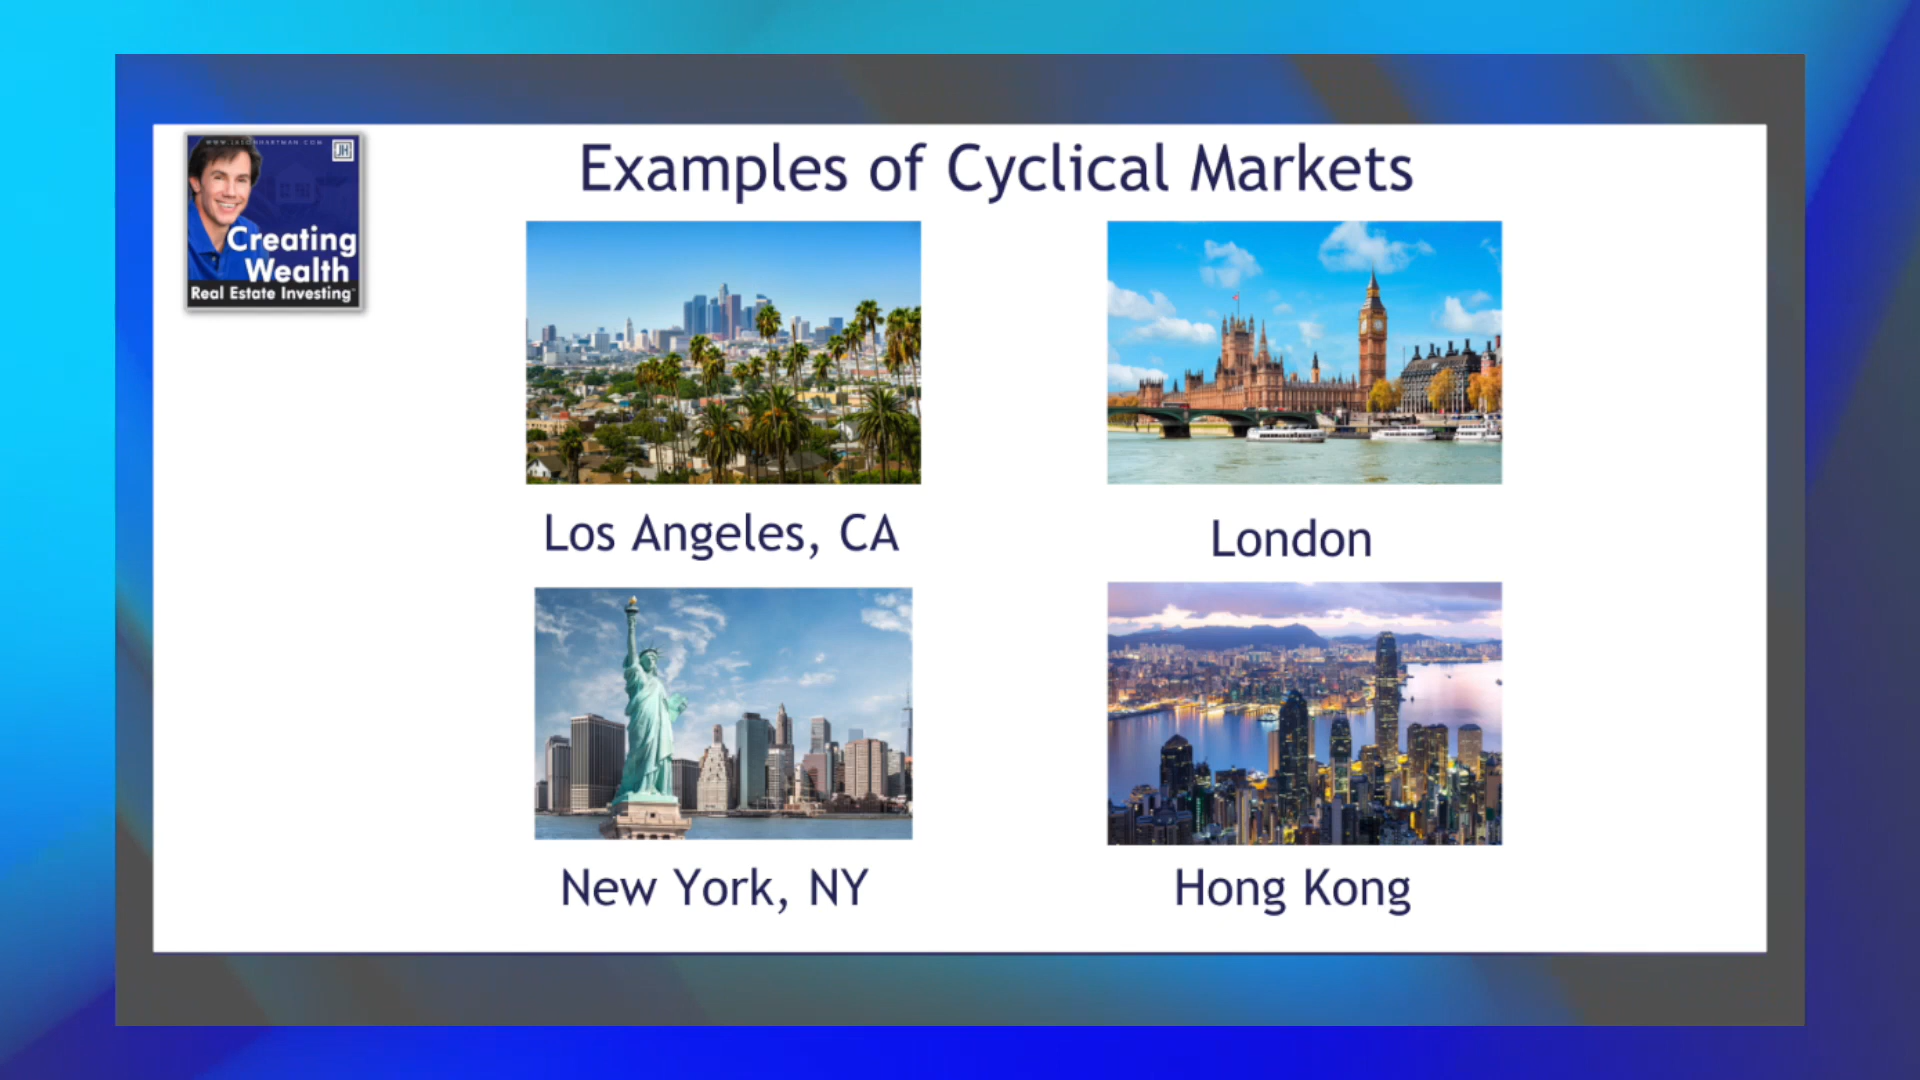 Examples of Cyclical Markets
WWW.JASONHARTMAN.COM
JH
Creating
Wealth
Real Estate Investing
Los Angeles, CA
London
New York, NY
Hong Kong